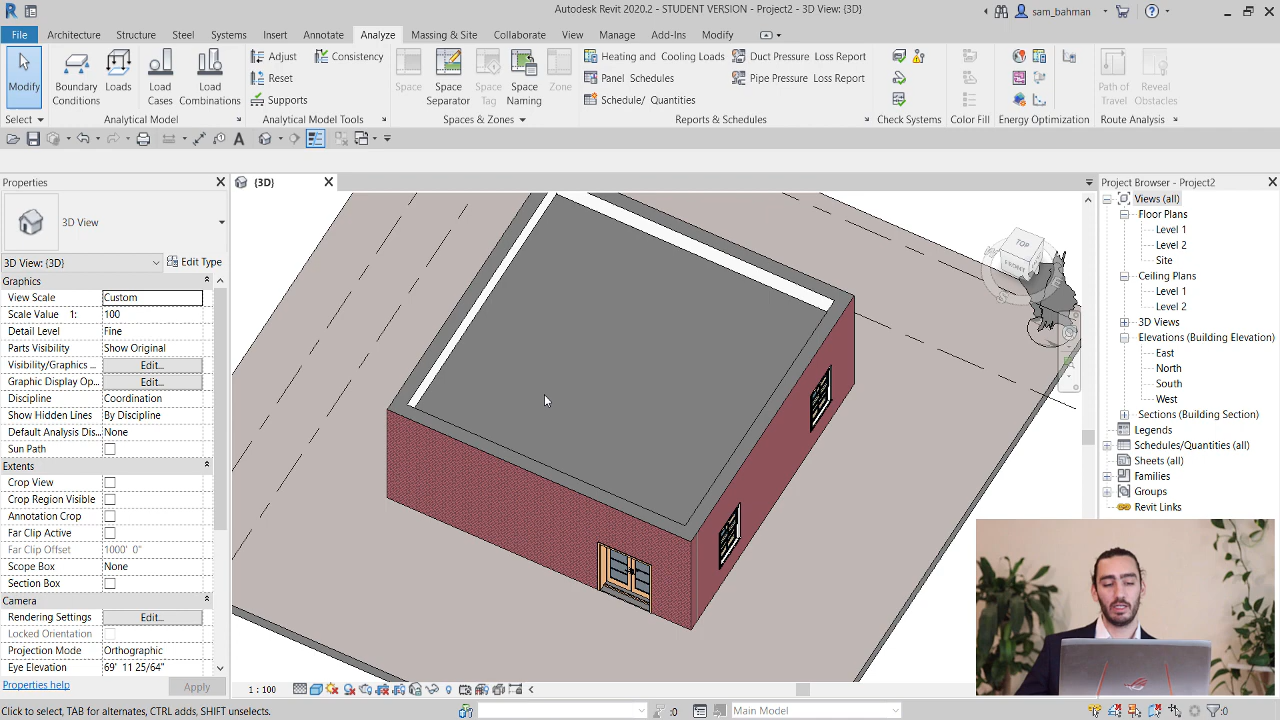 Autodesk Revit 2020.2 - STUDENT VERSION - Project2 - 3D View: {3D}
sam_bahman
File Architecture Structure Steel Systems Insert Annotate Analyze Massing & Site Collaborate View Manage Add-Ins Modify
Modify
Boundary Conditions
Loads
Load Cases
Load Combinations
Adjust
Reset
Supports
Consistency
Space
Space Separator
Space Tag
Space Naming
Zone
Heating and Cooling Loads
Panel Schedules
Schedule/ Quantities
Duct Pressure Loss Report
Pipe Pressure Loss Report
Path of Travel
Reveal Obstacles
Select
Analytical Model
Analytical Model Tools
Spaces & Zones
Reports & Schedules
Check Systems
Color Fill
Energy Optimization
Route Analysis
Properties
3D View
3D View: {3D}
Edit Type
Graphics
View Scale Custom
Scale Value 1: 100
Detail Level Fine
Parts Visibility Show Original
Visibility/Graphics ... Edit...
Graphic Display Op... Edit...
Discipline Coordination
Show Hidden Lines By Discipline
Default Analysis Dis... None
Sun Path
Extents
Crop View
Crop Region Visible
Annotation Crop
Far Clip Active
Far Clip Offset 1000' 0"
Scope Box None
Section Box
Camera
Rendering Settings Edit...
Locked Orientation
Projection Mode Orthographic
Eye Elevation 69' 11 25/64"
Properties help
Apply
{3D}
TOP
FRONT
W
S
E
1 : 100
Project Browser - Project2
Views (all)
Floor Plans
Level 1
Level 2
Site
Ceiling Plans
Level 1
Level 2
3D Views
Elevations (Building Elevation)
East
North
South
West
Sections (Building Section)
Legends
Schedules/Quantities (all)
Sheets (all)
Families
Groups
Revit Links
Click to select, TAB for alternates, CTRL adds, SHIFT unselects.
:0
Main Model
:0